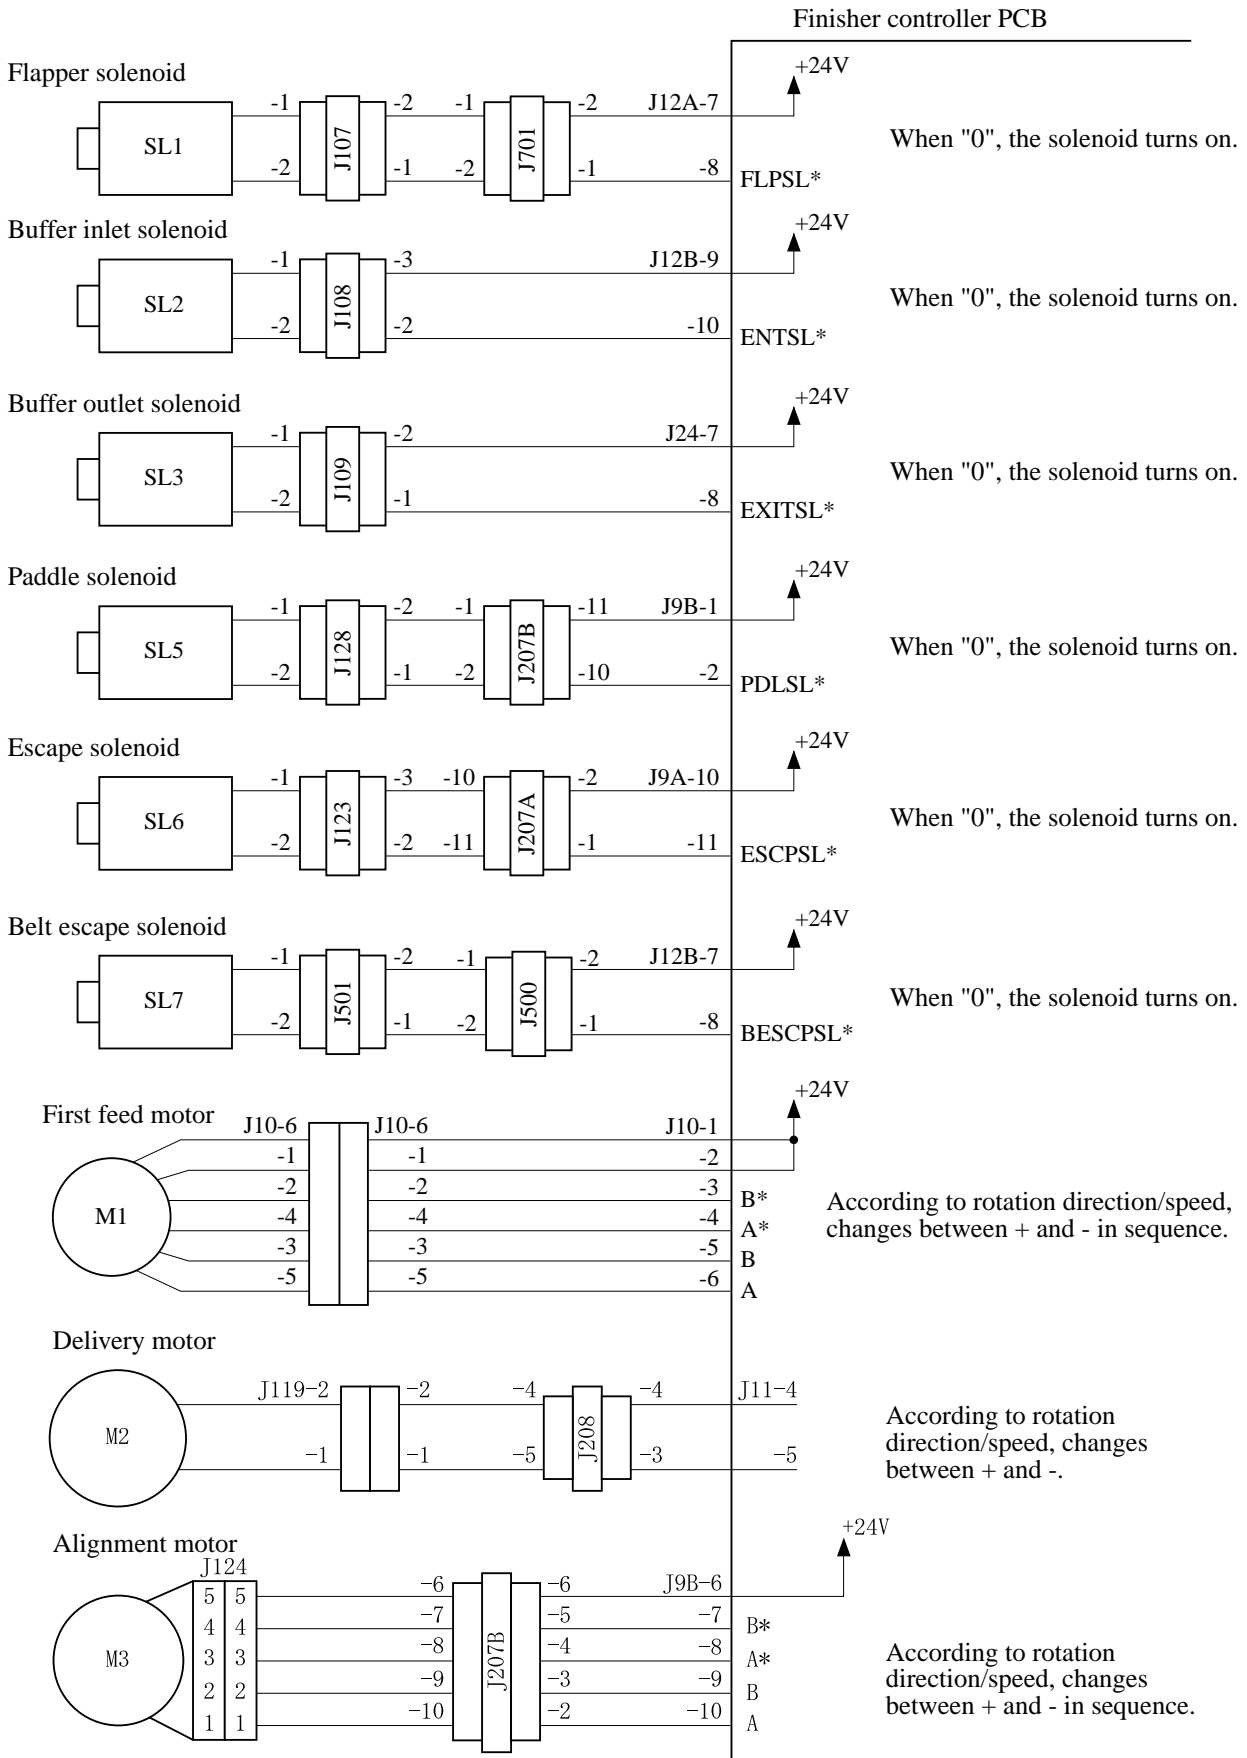 Finisher controller PCB
Flapper solenoid
+24V
-1 -2 -1 -2 J12A-7
SL1 J107 J701
When "0", the solenoid turns on.
-2 -1 -2 -1 -8 FLPSL*
Buffer inlet solenoid
+24V
-1 -3 J12B-9
SL2 J108
When "0", the solenoid turns on.
-2 -2 -10 ENTSL*
Buffer outlet solenoid
+24V
-1 -2 J24-7
SL3 J109
When "0", the solenoid turns on.
-2 -1 -8 EXITSL*
Paddle solenoid
+24V
-1 -2 -1 -11 J9B-1
SL5 J128 J207B
When "0", the solenoid turns on.
-2 -1 -2 -10 -2 PDLSL*
Escape solenoid
+24V
-1 -3 -10 -2 J9A-10
SL6 J123 J207A
When "0", the solenoid turns on.
-2 -2 -11 -1 -11 ESCPSL*
Belt escape solenoid
+24V
-1 -2 -1 -2 J12B-7
SL7 J501 J500
When "0", the solenoid turns on.
-2 -1 -2 -1 -8 BESCPSL*
+24V
First feed motor
J10-6 J10-6 J10-1
-1 -1 -2
-2 -2 -3 B*
M1
-4 -4 -4 A*
-3 -3 -5 B
-5 -5 -6 A
According to rotation direction/speed,
changes between + and - in sequence.
Delivery motor
J119-2 -2 -4 -4 J11-4
M2 J208
-1 -1 -5 -3 -5
According to rotation
direction/speed, changes
between + and -.
Alignment motor
+24V
J124
5 5 -6 -6 J9B-6
4 4 -7 -5 -7 B*
M3 3 3 -8 J207B -4 -8 A*
2 2 -9 -3 -9 B
1 1 -10 -2 -10 A
According to rotation
direction/speed, changes
between + and - in sequence.